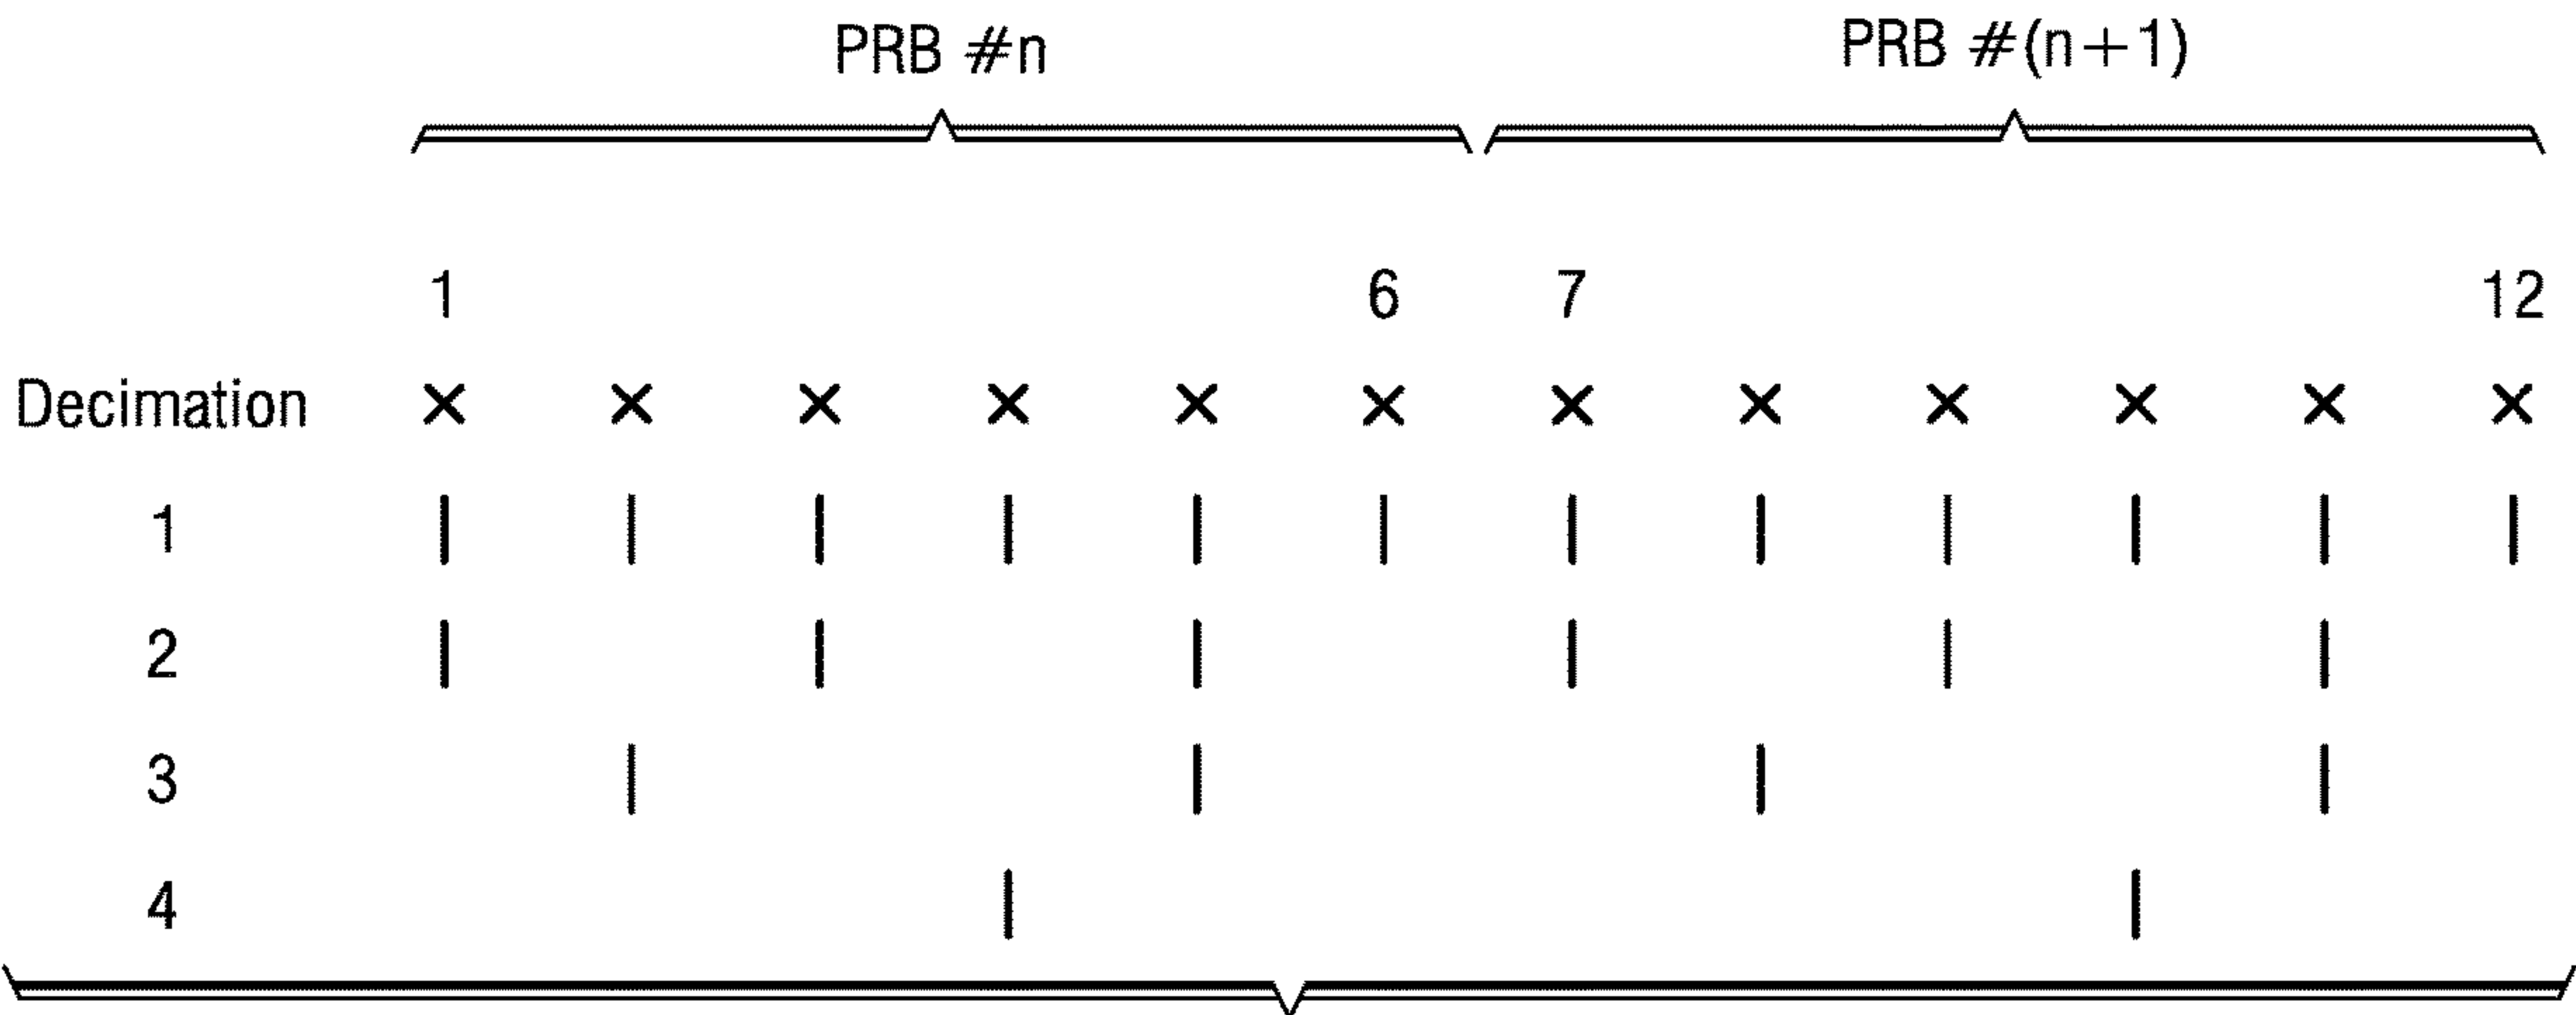 PRB #n PRB #(n+1)
1 6 7 12
Decimation × × × × × × × × × × × ×
1 | | | | | | | | | | | |
2 | | | | | |
3 | | | |
4 | |